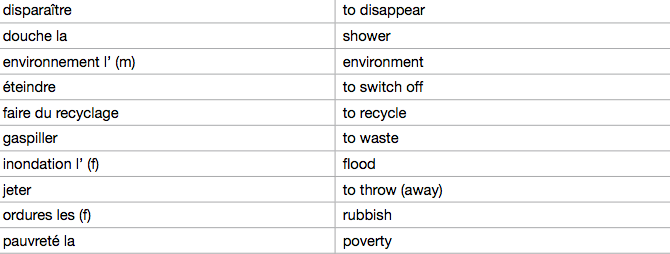 disparaître to disappear
douche la shower
environnement l’ (m) environment
éteindre to switch off
faire du recyclage to recycle
gaspiller to waste
inondation l’ (f) flood
jeter to throw (away)
ordures les (f) rubbish
pauvreté la poverty